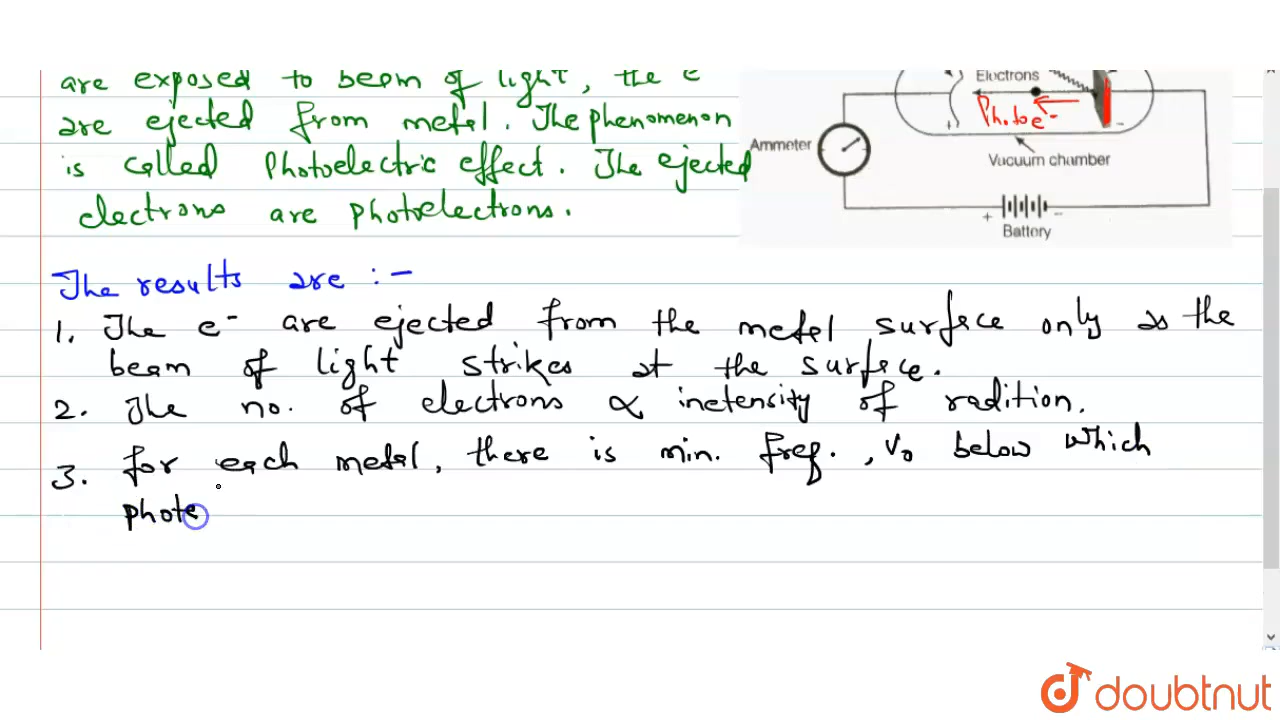 are exposed to beam of light, the e
are ejected from metal. The phenomenon
is called Photoelectric effect. The ejected
electrons are photoelectrons.
Electrons
Photo e-
Ammeter
Vacuum chamber
+ -
Battery
The results are :-
1. The e- are ejected from the metal surface only as the
beam of light strikes at the surface.
2. The no. of electrons ∝ inetensity of radition.
3. for each metal, there is min. freq. , ν₀ below which
phote
doubtnut